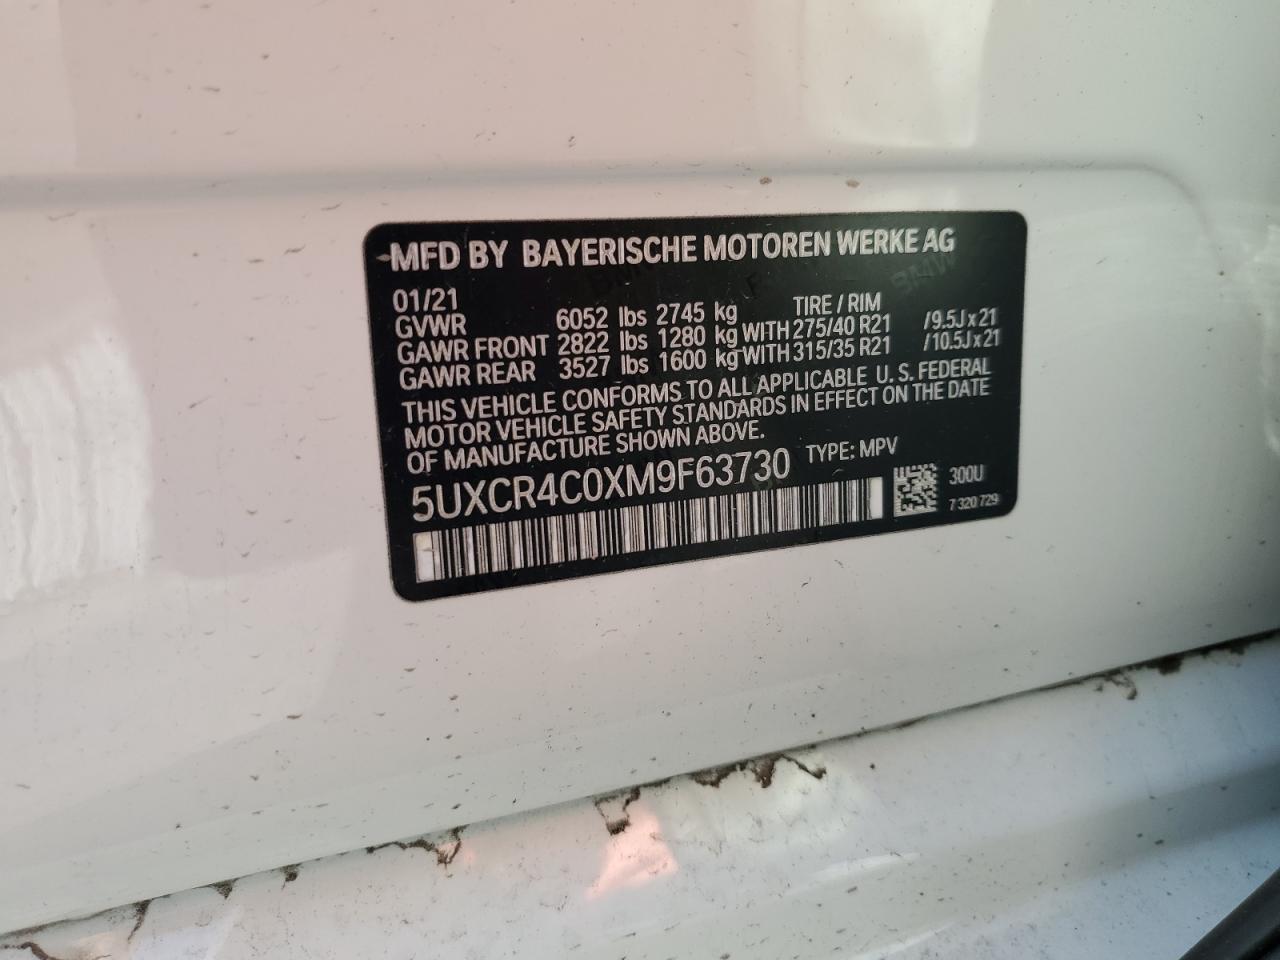 MFD BY BAYERISCHE MOTOREN WERKE AG
01/21 TIRE / RIM
GVWR 6052 lbs 2745 kg
GAWR FRONT 2822 lbs 1280 kg WITH 275/40 R21 /9.5J x 21
GAWR REAR 3527 lbs 1600 kg WITH 315/35 R21 /10.5J x 21
THIS VEHICLE CONFORMS TO ALL APPLICABLE U. S. FEDERAL
MOTOR VEHICLE SAFETY STANDARDS IN EFFECT ON THE DATE
OF MANUFACTURE SHOWN ABOVE.
5UXCR4C0XM9F63730 TYPE: MPV
300U
7 320 729